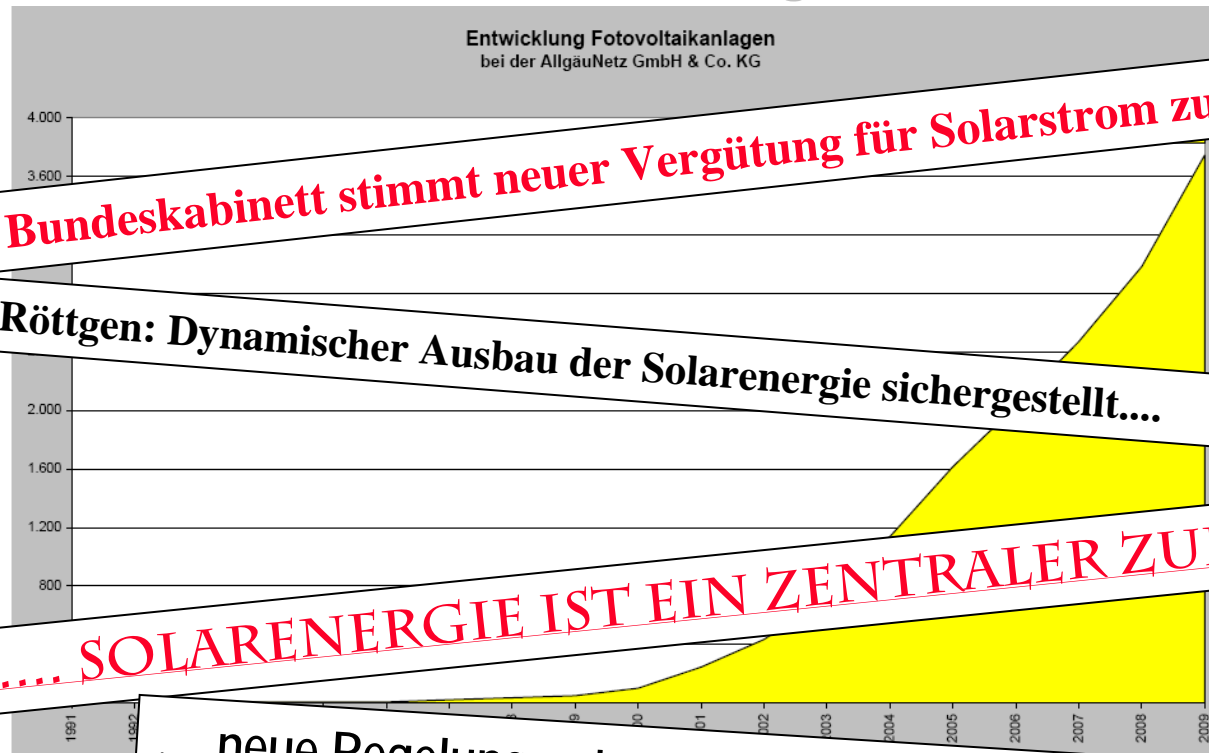 Entwicklung Fotovoltaikanlagen
bei der AllgäuNetz GmbH & Co. KG
4.000
3.600
Bundeskabinett stimmt neuer Vergütung für Solarstrom zu
Röttgen: Dynamischer Ausbau der Solarenergie sichergestellt....
2.000
1.600
1.200
800
.... SOLARENERGIE IST EIN ZENTRALER
neue
1991
1992
2002
2003
2004
2005
2006
2007
2008
2009